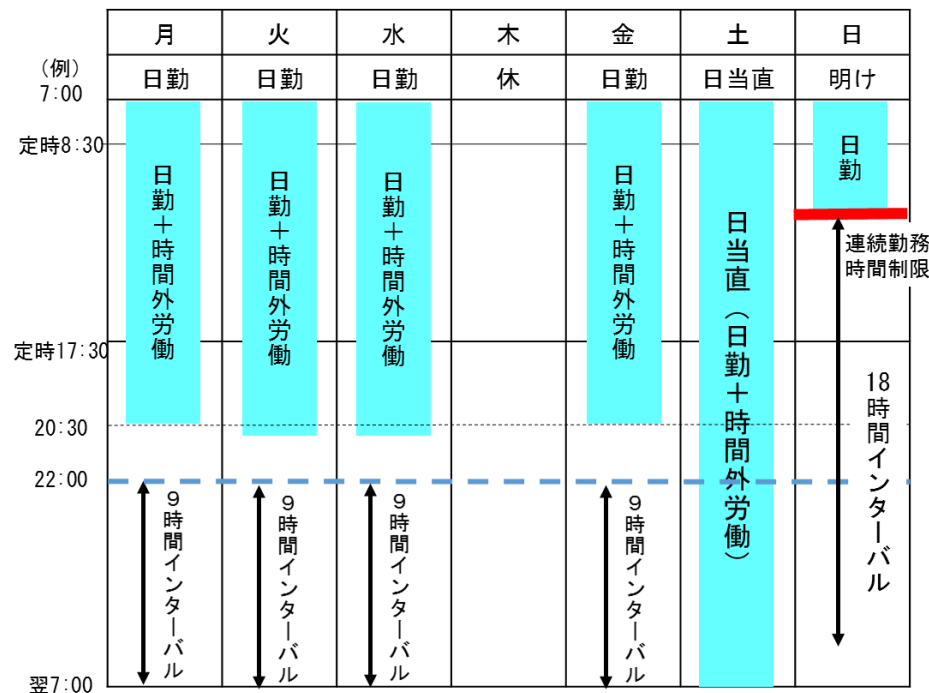 月 火 水 木 金 土 日
日勤 日勤 日勤 休 日勤 日当直 明け
(例)
7:00
定時8:30
定時17:30
20:30
22:00
翌7:00
日勤＋時間外労働
日勤＋時間外労働
日勤＋時間外労働
日勤＋時間外労働
日当直（日勤＋時間外労働）
日勤
連続勤務
時間制限
9時間インターバル
9時間インターバル
9時間インターバル
9時間インターバル
18時間インターバル